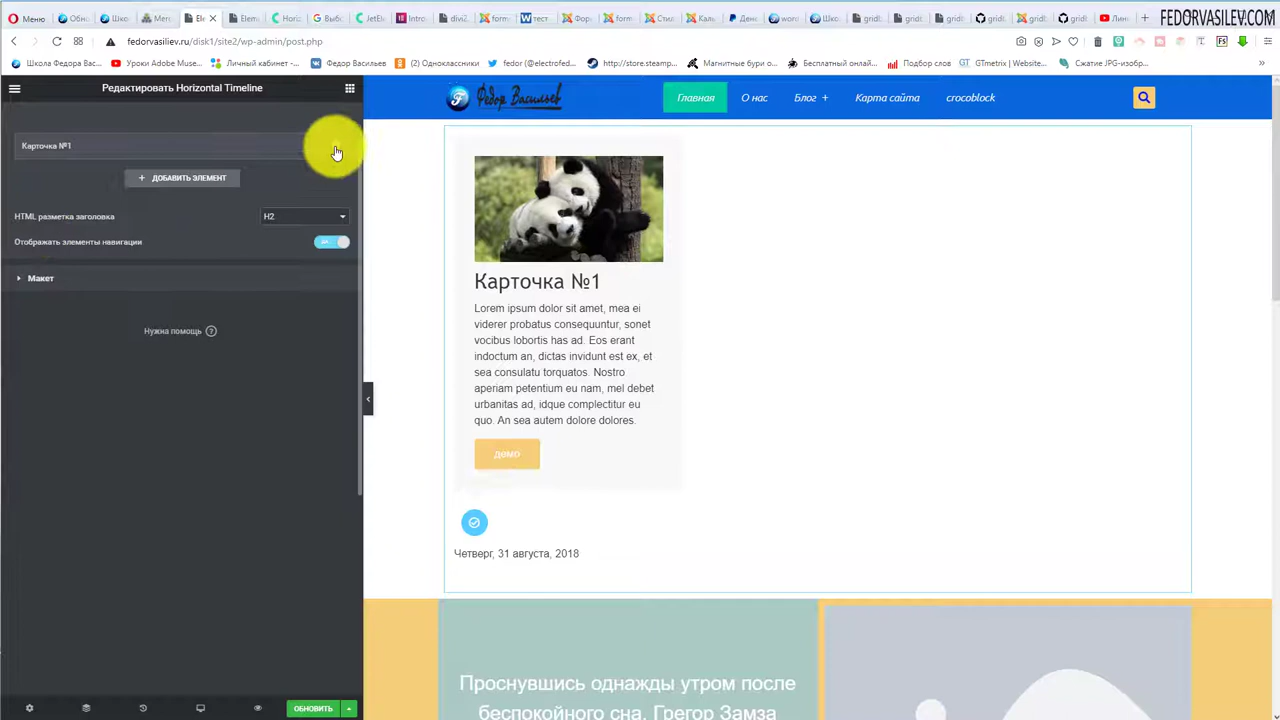 Меню
FEDORVASILEV.COM
fedorvasiliev.ru/disk1/site2/wp-admin/post.php
Школа Федора Вас...
Уроки Adobe Muse...
Личный кабинет -...
Федор Васильев
(2) Одноклассники
fedor (@electrofed...
http://store.steamp...
Магнитные бури о...
Бесплатный онлай...
Подбор слов
GTmetrix | Website...
Сжатие JPG-изобр...
Редактировать Horizontal Timeline
Федор Васильев
Главная
О нас
Блог +
Карта сайта
crocoblock
Карточка №1
+ ДОБАВИТЬ ЭЛЕМЕНТ
HTML разметка заголовка
H2
Отображать элементы навигации
ДА
Макет
Нужна помощь ?
Карточка №1
Lorem ipsum dolor sit amet, mea ei
viderer probatus consequuntur, sonet
vocibus lobortis has ad. Eos erant
indoctum an, dictas invidunt est ex, et
sea consulatu torquatos. Nostro
aperiam petentium eu nam, mel debet
urbanitas ad, idque complectitur eu
quo. An sea autem dolore dolores.
демо
Четверг, 31 августа, 2018
Проснувшись однажды утром после
беспокойного сна, Грегор Замза
ОБНОВИТЬ